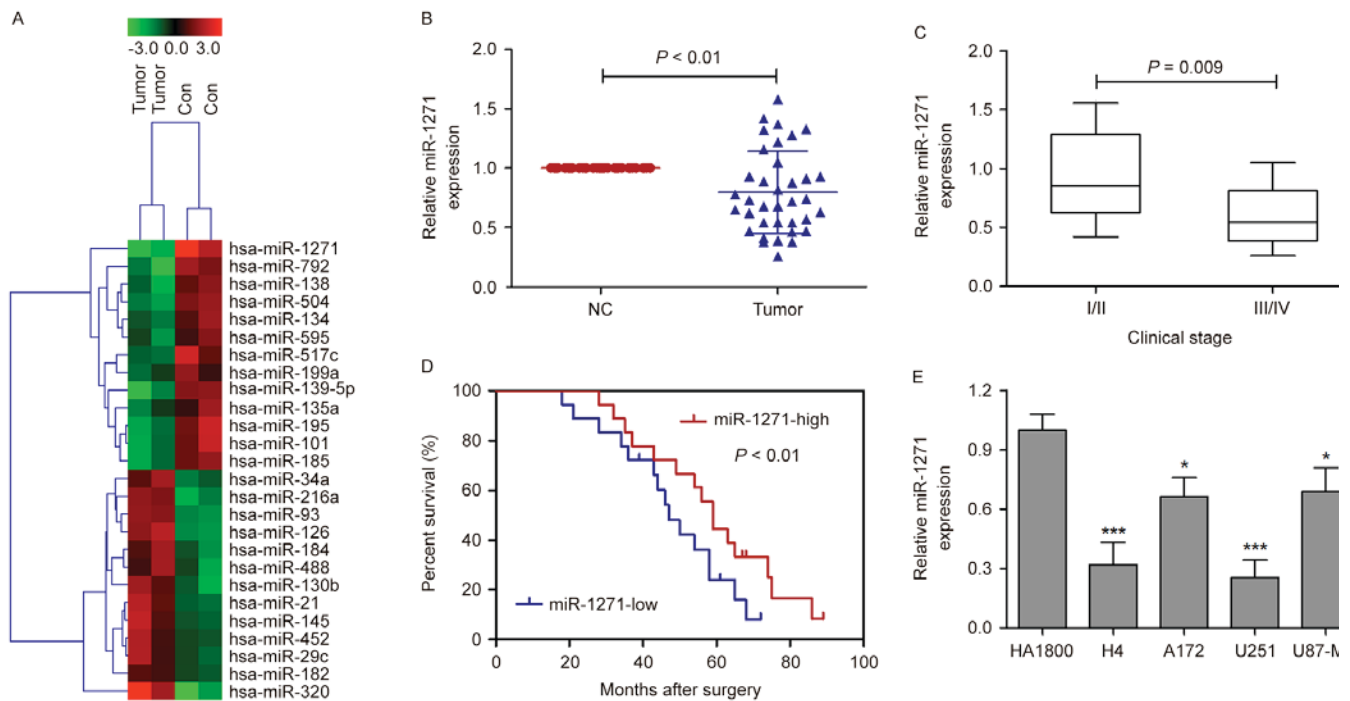 A
-3.0 0.0 3.0
Tumor
Tumor
Con
Con
hsa-miR-1271
hsa-miR-792
hsa-miR-138
hsa-miR-504
hsa-miR-134
hsa-miR-595
hsa-miR-517c
hsa-miR-199a
hsa-miR-139-5p
hsa-miR-135a
hsa-miR-195
hsa-miR-101
hsa-miR-185
hsa-miR-34a
hsa-miR-216a
hsa-miR-93
hsa-miR-126
hsa-miR-184
hsa-miR-488
hsa-miR-130b
hsa-miR-21
hsa-miR-145
hsa-miR-452
hsa-miR-29c
hsa-miR-182
hsa-miR-320
B
Relative miR-1271
expression
2.0
1.5
1.0
0.5
0.0
P < 0.01
NC Tumor
C
Relative miR-1271
expression
2.0
1.5
1.0
0.5
0.0
P = 0.009
I/II III/IV
Clinical stage
D
Percent survival (%)
100
80
60
40
20
0
miR-1271-high
P < 0.01
miR-1271-low
0 20 40 60 80 100
Months after surgery
E
Relative miR-1271
expression
1.2
0.9
0.6
0.3
0.0
*** * *** *
HA1800 H4 A172 U251 U87-M